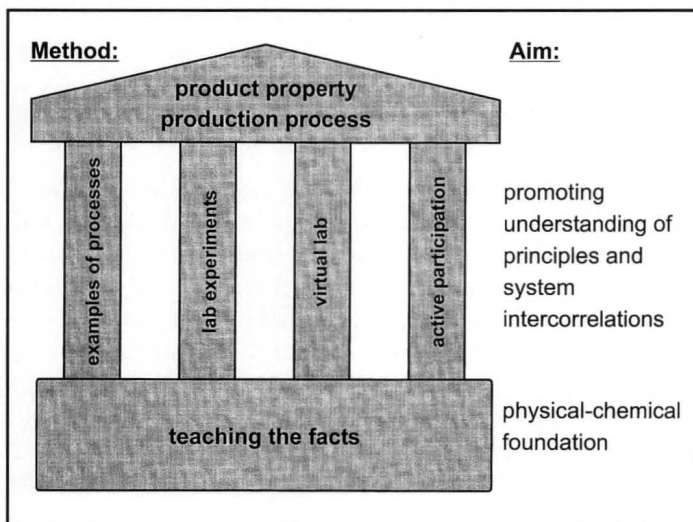 Method:
Aim:
product property
production process
examples of processes
lab experiments
virtual lab
active participation
promoting
understanding of
principles and
system
intercorrelations
teaching the facts
physical-chemical
foundation